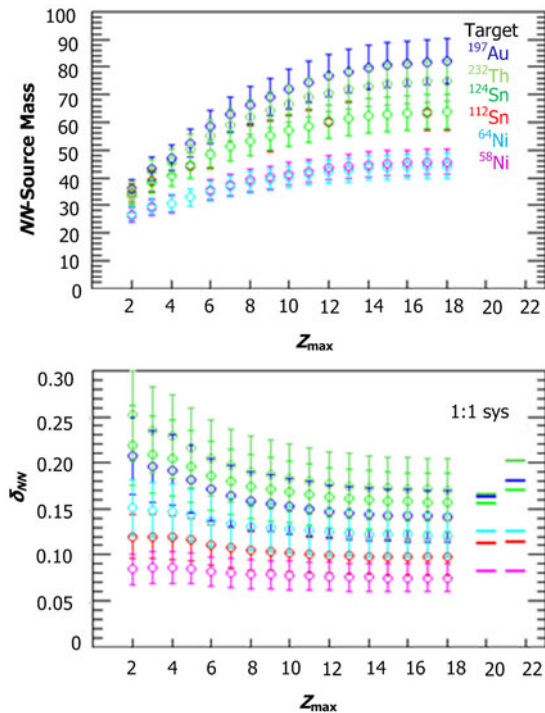 100
90
80
70
60
50
40
30
20
10
0
NN-Source Mass
Target
¹⁹⁷Au
²³²Th
¹²⁴Sn
¹¹²Sn
⁶⁴Ni
⁵⁸Ni
2 4 6 8 10 12 14 16 18 20 22
Zmax
0.30
0.25
0.20
0.15
0.10
0.05
0
δNN
1:1 sys
2 4 6 8 10 12 14 16 18 20 22
Zmax